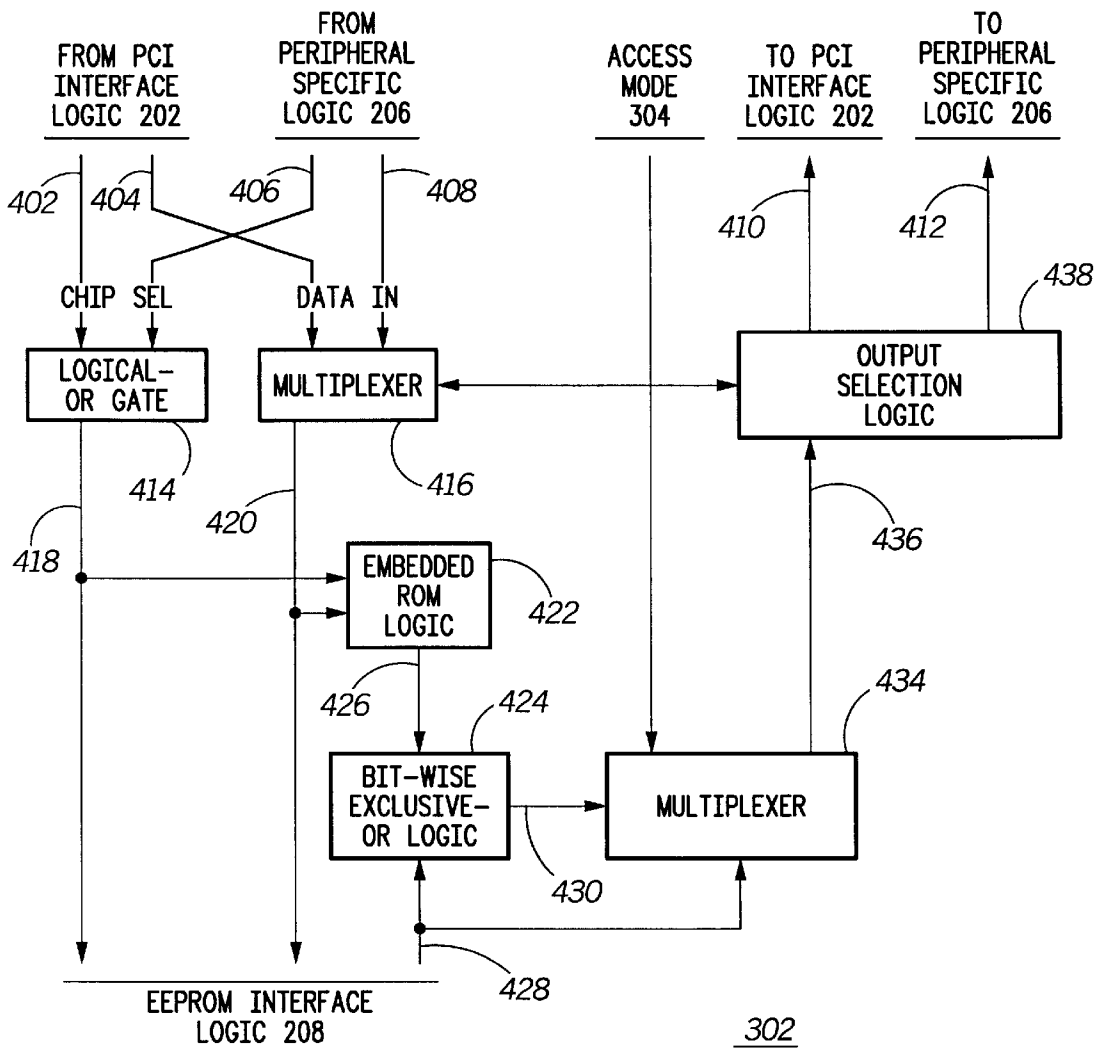 FROM PCI
INTERFACE
LOGIC 202
FROM
PERIPHERAL
SPECIFIC
LOGIC 206
ACCESS
MODE
304
TO PCI
INTERFACE
LOGIC 202
TO
PERIPHERAL
SPECIFIC
LOGIC 206
402
404
406
408
410
412
CHIP SEL
DATA IN
438
LOGICAL-
OR GATE
MULTIPLEXER
OUTPUT
SELECTION
LOGIC
414
416
418
420
436
EMBEDDED
ROM
LOGIC
422
426
424
434
BIT-WISE
EXCLUSIVE-
OR LOGIC
MULTIPLEXER
430
428
EEPROM INTERFACE
LOGIC 208
302